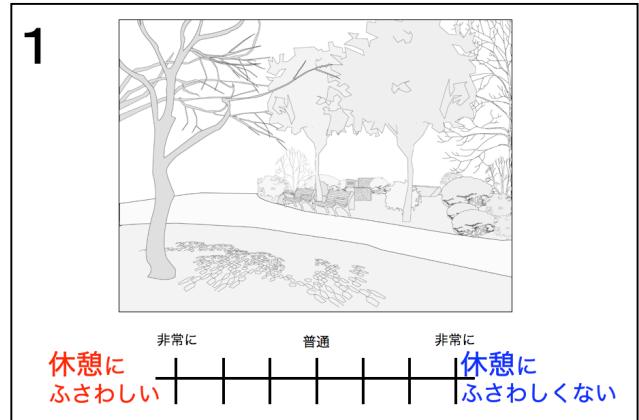 1
非常に
普通
非常に
休憩に
ふさわしい
休憩に
ふさわしくない